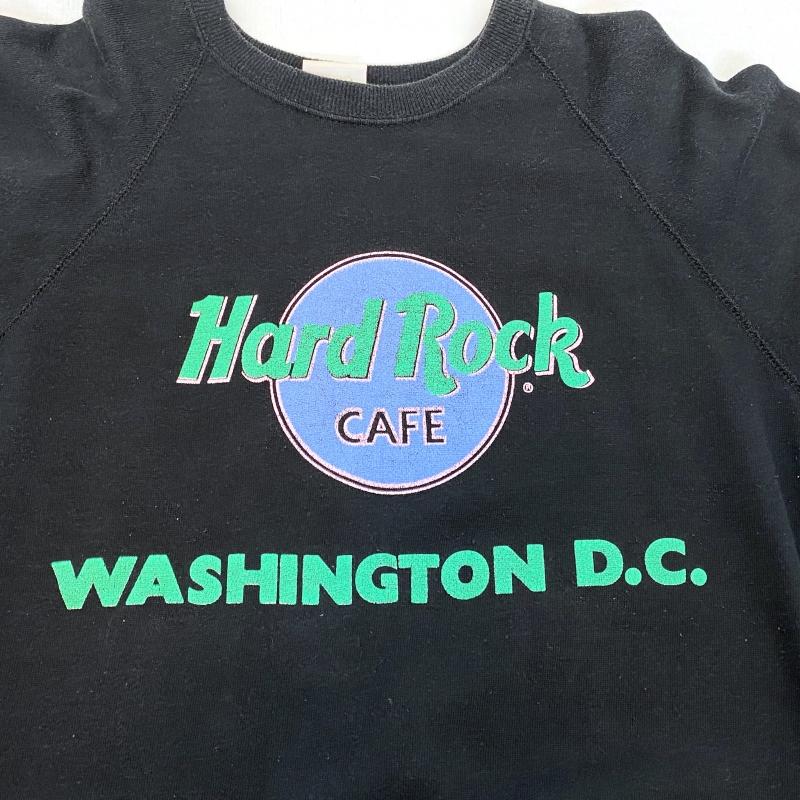 Hard Rock
®
CAFE
WASHINGTON D.C.